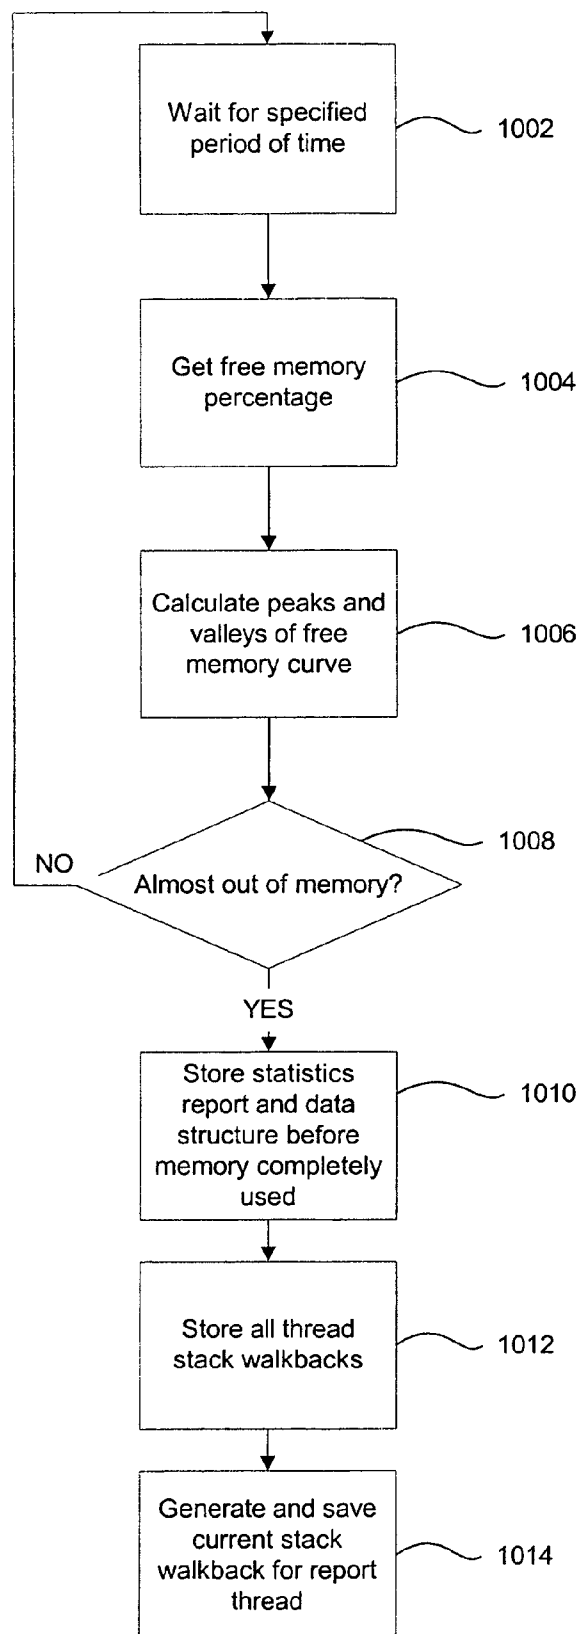 Wait for specified
period of time
1002
Get free memory
percentage
1004
Calculate peaks and
valleys of free
memory curve
1006
1008
NO
Almost out of memory?
YES
Store statistics
report and data
structure before
memory completely
used
1010
Store all thread
stack walkbacks
1012
Generate and save
current stack
walkback for report
thread
1014